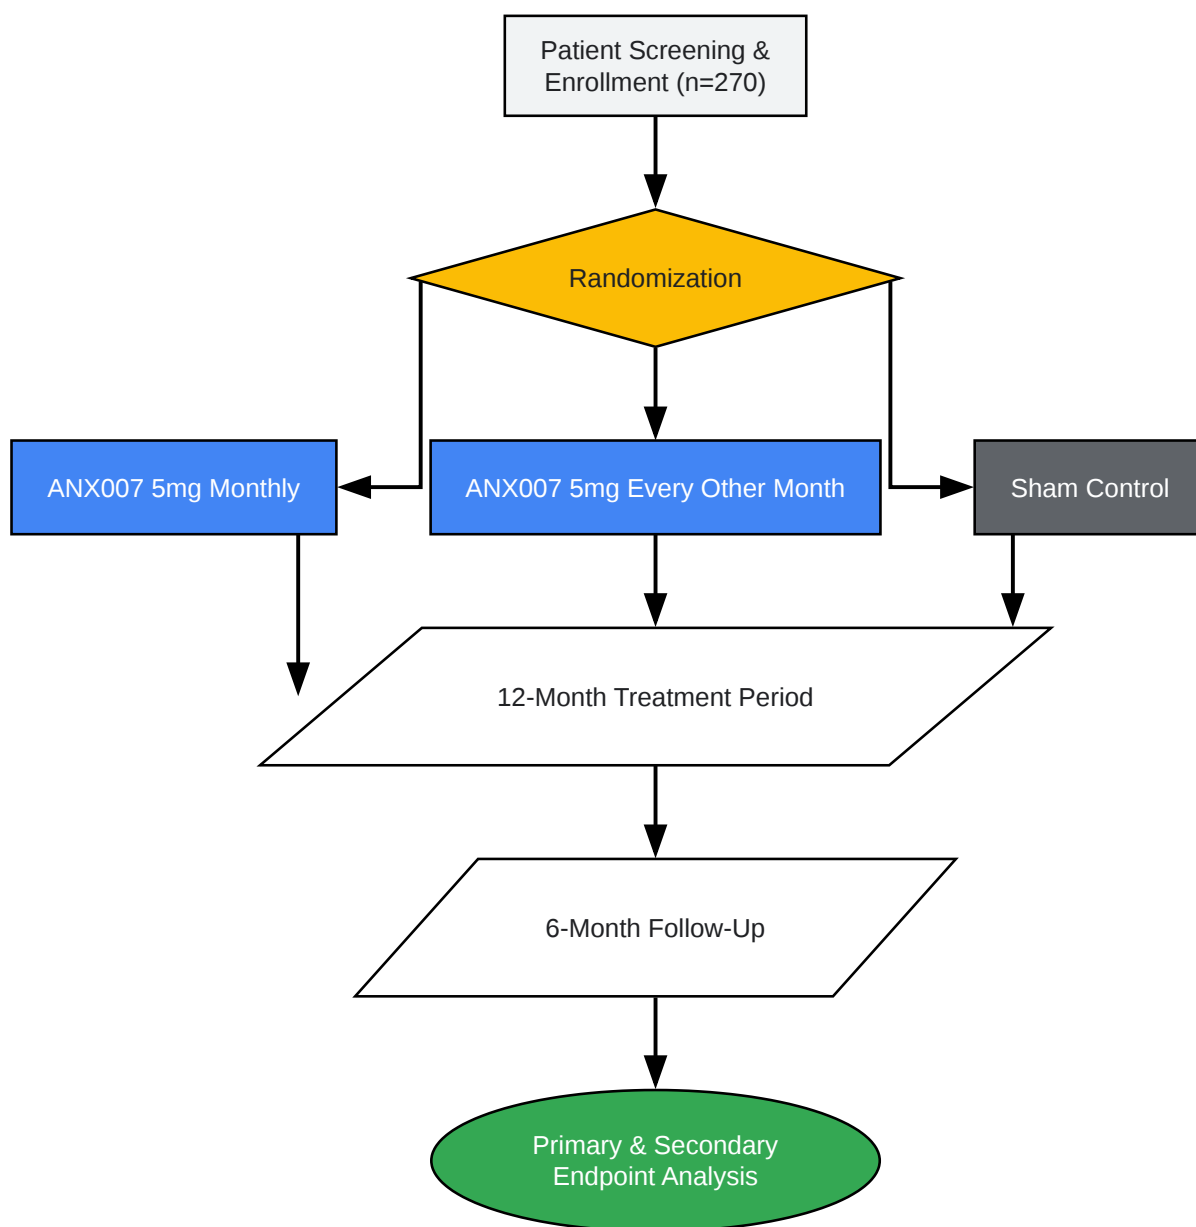 Patient Screening &
Enrollment (n=270)
Randomization
ANX007 5mg Monthly
ANX007 5mg Every Other Month
Sham Control
12-Month Treatment Period
6-Month Follow-Up
Primary & Secondary
Endpoint Analysis